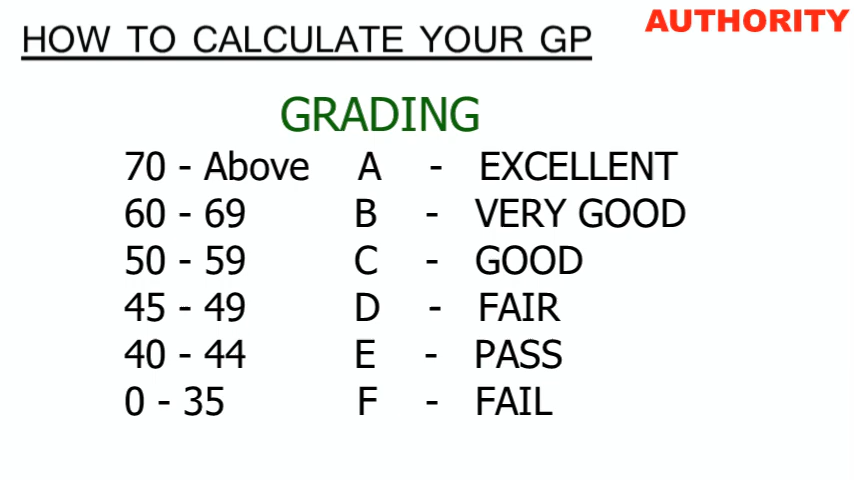 HOW TO CALCULATE YOUR GP
AUTHORITY
GRADING
70 - Above A - EXCELLENT
60 - 69 B - VERY GOOD
50 - 59 C - GOOD
45 - 49 D - FAIR
40 - 44 E - PASS
0 - 35 F - FAIL